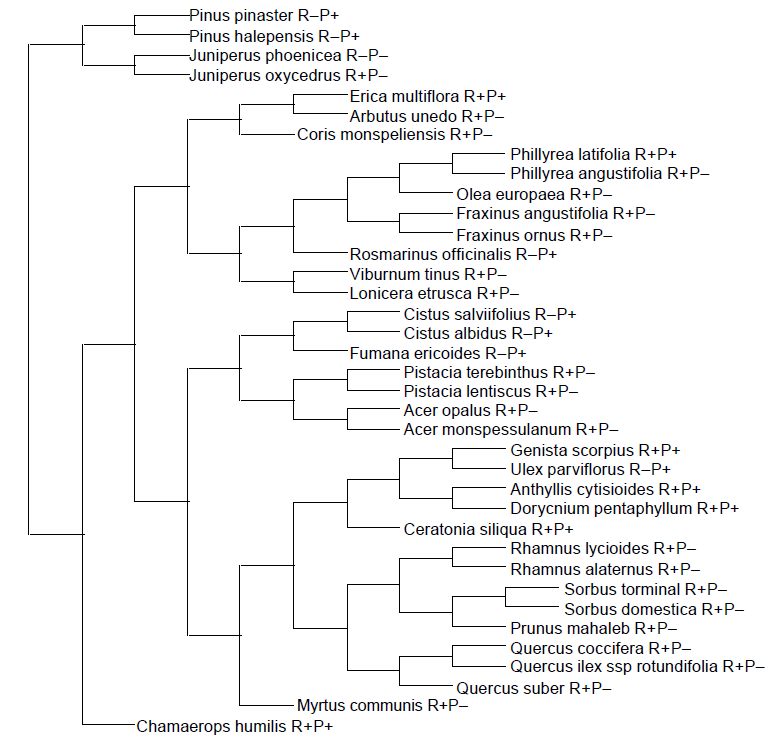 Pinus pinaster R–P+
Pinus halepensis R–P+
Juniperus phoenicea R–P–
Juniperus oxycedrus R+P–
Erica multiflora R+P+
Arbutus unedo R+P–
Coris monspeliensis R+P–
Phillyrea latifolia R+P+
Phillyrea angustifolia R+P–
Olea europaea R+P–
Fraxinus angustifolia R+P–
Fraxinus ornus R+P–
Rosmarinus officinalis R–P+
Viburnum tinus R+P–
Lonicera etrusca R+P–
Cistus salviifolius R–P+
Cistus albidus R–P+
Fumana ericoides R–P+
Pistacia terebinthus R+P–
Pistacia lentiscus R+P–
Acer opalus R+P–
Acer monspessulanum R+P–
Genista scorpius R+P+
Ulex parviflorus R–P+
Anthyllis cytisioides R+P+
Dorycnium pentaphyllum R+P+
Ceratonia siliqua R+P+
Rhamnus lycioides R+P–
Rhamnus alaternus R+P–
Sorbus torminal R+P–
Sorbus domestica R+P–
Prunus mahaleb R+P–
Quercus coccifera R+P–
Quercus ilex ssp rotundifolia R+P–
Quercus suber R+P–
Myrtus communis R+P–
Chamaerops humilis R+P+